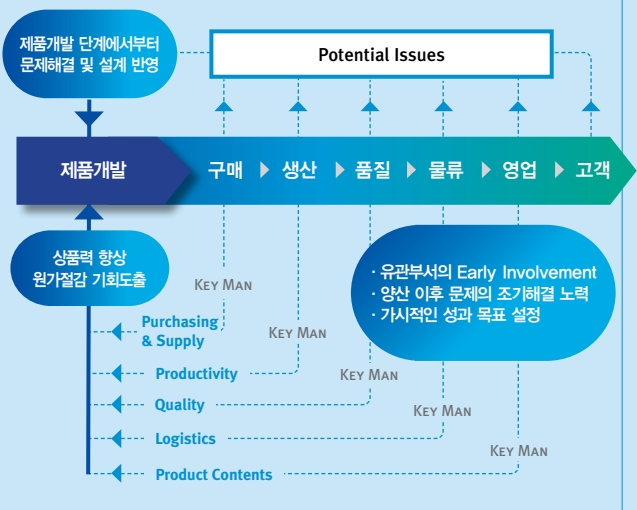 제품개발 단계에서부터
문제해결 및 설계 반영
Potential Issues
제품개발
구매
생산
품질
물류
영업
고객
상품력 향상
원가절감 기회도출
· 유관부서의 Early Involvement
· 양산 이후 문제의 조기해결 노력
· 가시적인 성과 목표 설정
KEY MAN
Purchasing
& Supply
KEY MAN
Productivity
KEY MAN
Quality
KEY MAN
Logistics
KEY MAN
Product Contents